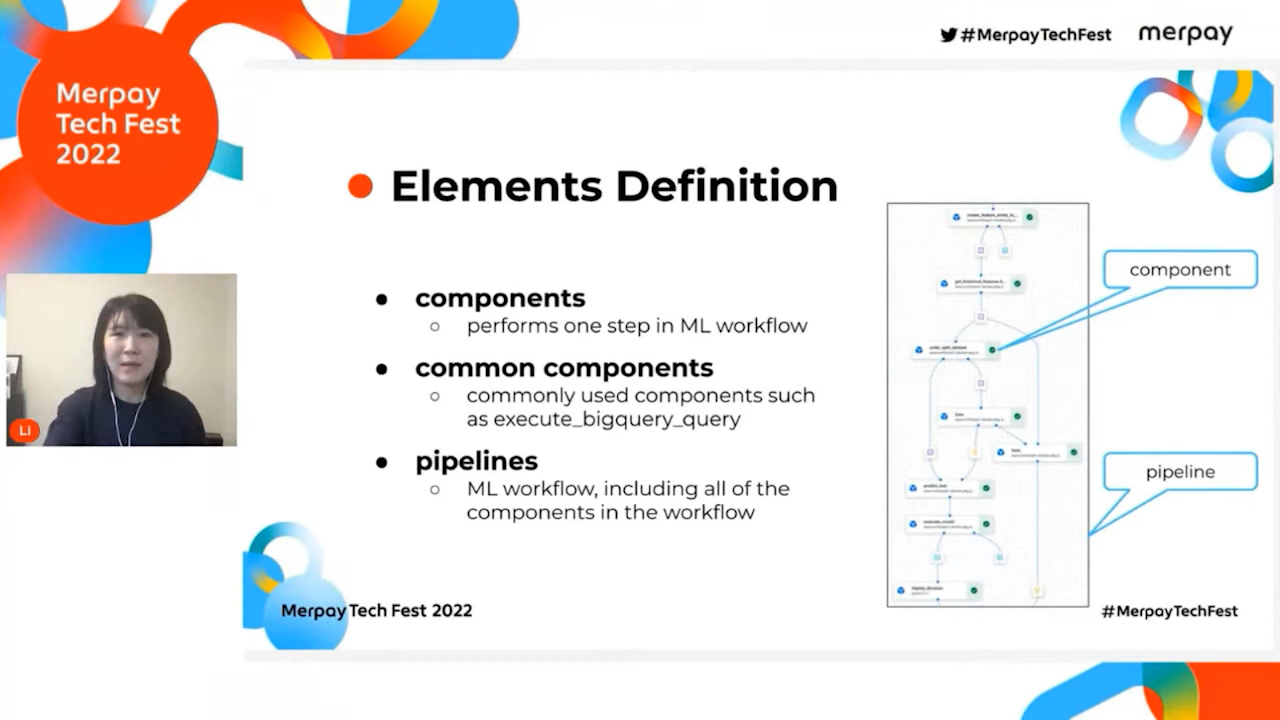 #MerpayTechFest
merpay
Merpay
Tech Fest
2022
Elements Definition
components
performs one step in ML workflow
common components
commonly used components such
as execute_bigquery_query
pipelines
ML workflow, including all of the
components in the workflow
component
pipeline
LI
Merpay Tech Fest 2022
#MerpayTechFest